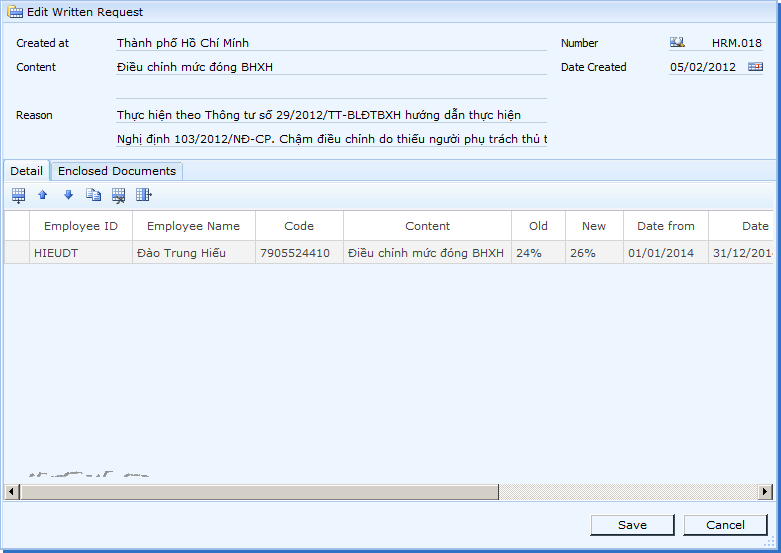 Edit Written Request
Created at Thành phố Hồ Chí Minh Number HRM.018
Content Điều chỉnh mức đóng BHXH Date Created 05/02/2012
Reason Thực hiện theo Thông tư số 29/2012/TT-BLĐTBXH hướng dẫn thực hiện
Nghị định 103/2012/NĐ-CP. Chậm điều chỉnh do thiếu người phụ trách thủ t
Detail Enclosed Documents
Employee ID Employee Name Code Content Old New Date from Date
HIEUDT Đào Trung Hiếu 7905524410 Điều chỉnh mức đóng BHXH 24% 26% 01/01/2014 31/12/201
Save Cancel